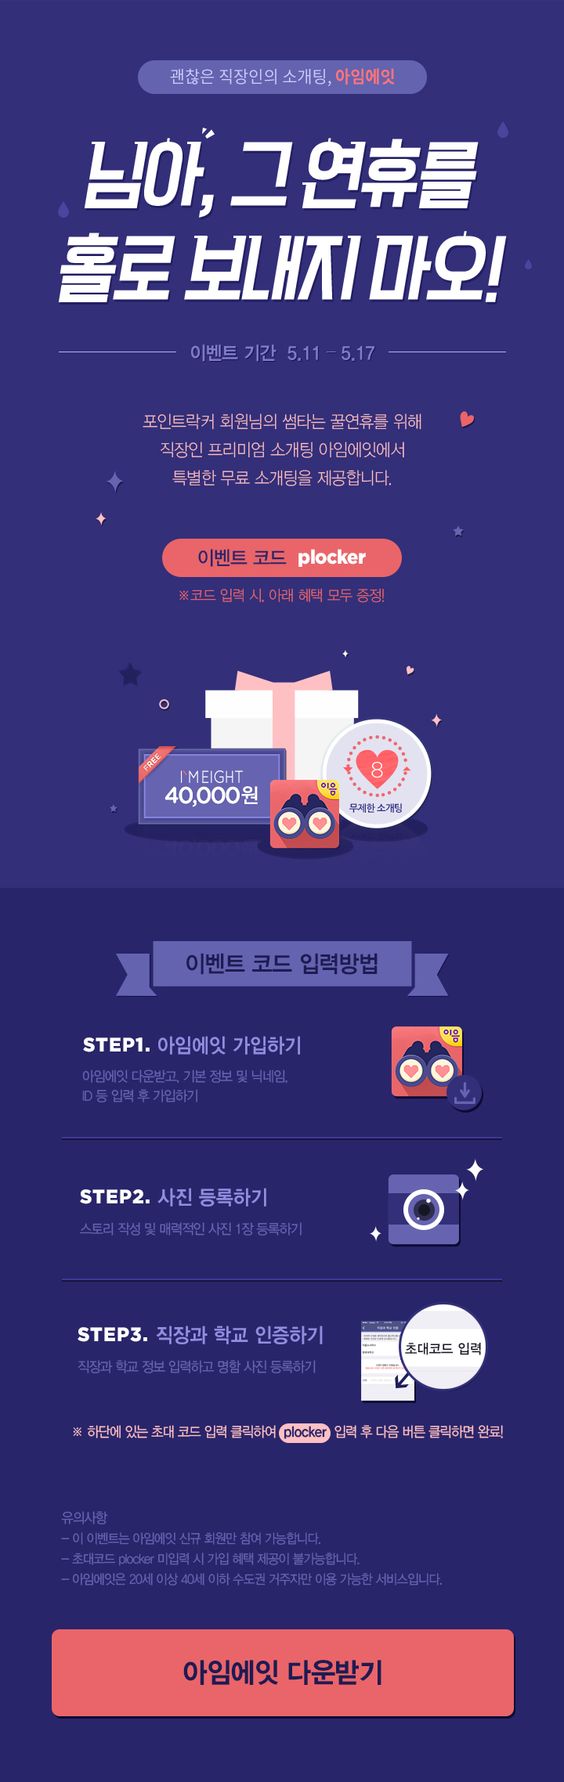 괜찮은 직장인의 소개팅, 아임에잇
님아, 그 연휴를
홀로 보내지 마오!
이벤트 기간 5.11 – 5.17
포인트락커 회원님의 썸타는 꿀연휴를 위해
직장인 프리미엄 소개팅 아임에잇에서
특별한 무료 소개팅을 제공합니다.
이벤트 코드 plocker
※코드 입력 시, 아래 혜택 모두 증정!
FREE
I'MEIGHT
40,000원
이음
8
무제한 소개팅
이벤트 코드 입력방법
STEP1. 아임에잇 가입하기
아임에잇 다운받고, 기본 정보 및 닉네임,
ID 등 입력 후 가입하기
이음
STEP2. 사진 등록하기
스토리 작성 및 매력적인 사진 1장 등록하기
STEP3. 직장과 학교 인증하기
직장과 학교 정보 입력하고 명함 사진 등록하기
직장과 학교 인증
초대코드 입력
※ 하단에 있는 초대 코드 입력 클릭하여 plocker 입력 후 다음 버튼 클릭하면 완료!
유의사항
– 이 이벤트는 아임에잇 신규 회원만 참여 가능합니다.
– 초대코드 plocker 미입력 시 가입 혜택 제공이 불가능합니다.
– 아임에잇은 20세 이상 40세 이하 수도권 거주자만 이용 가능한 서비스입니다.
아임에잇 다운받기